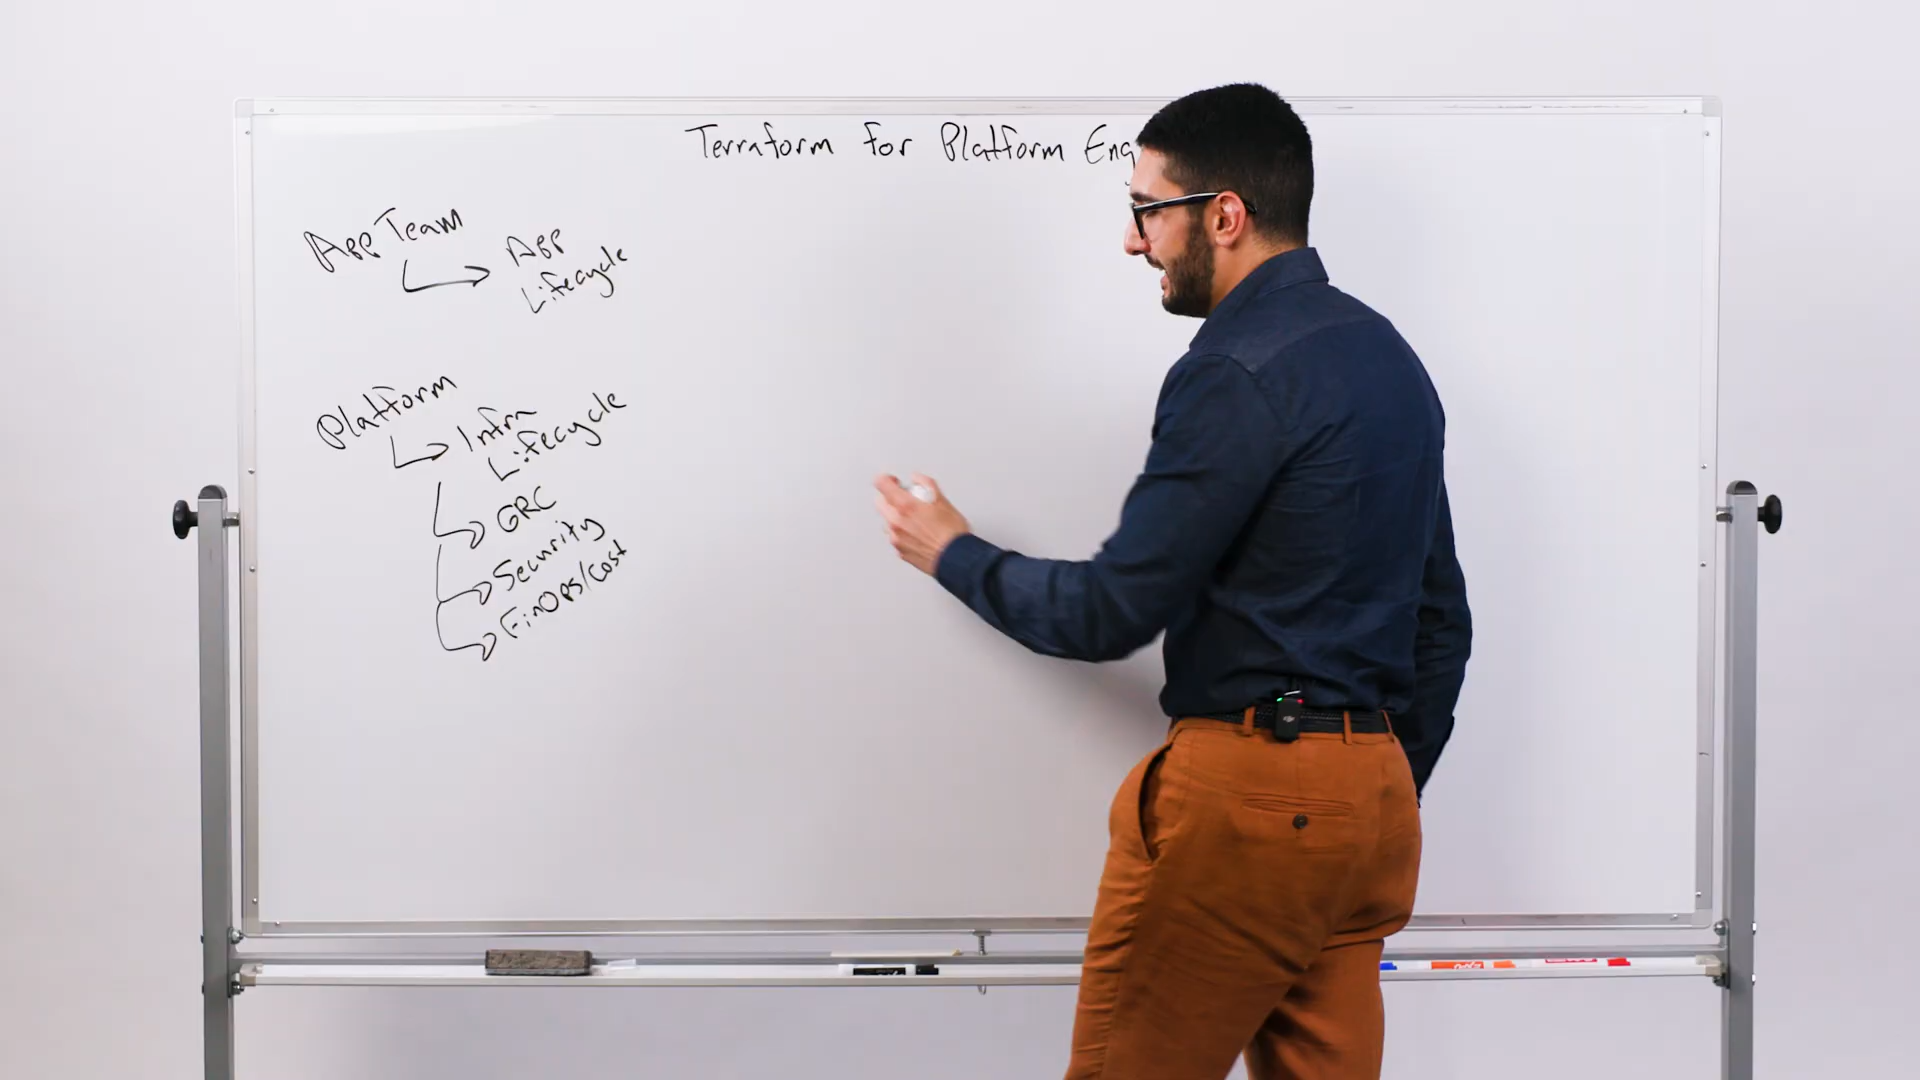 Terraform for Platform Eng
App Team
App
Lifecycle
Platform
Infra
Lifecycle
GRC
Security
FinOps/Cost